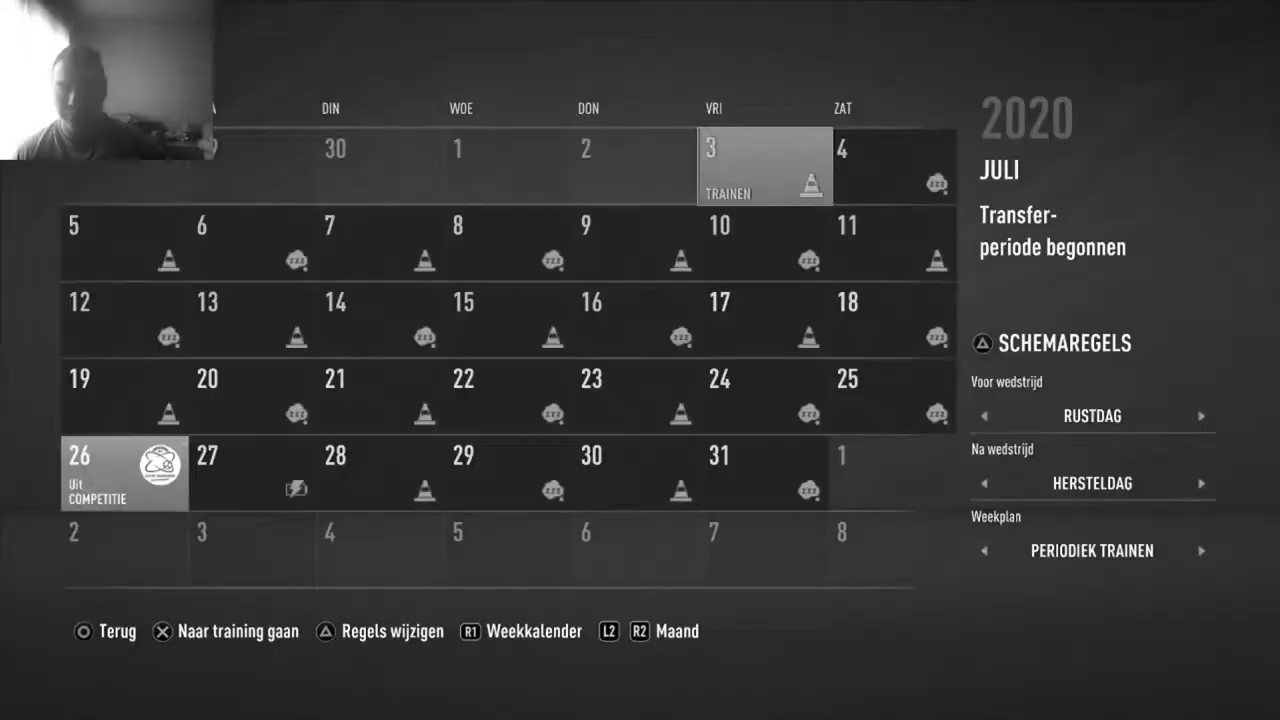 DIN WOE DON VRI ZAT
30 1 2 3 4
TRAINEN
5 6 7 8 9 10 11
12 13 14 15 16 17 18
19 20 21 22 23 24 25
26 27 28 29 30 31 1
Uit
COMPETITIE
2 3 4 5 6 7 8
2020
JULI
Transfer-
periode begonnen
SCHEMAREGELS
Voor wedstrijd
RUSTDAG
Na wedstrijd
HERSTELDAG
Weekplan
PERIODIEK TRAINEN
Terug Naar training gaan Regels wijzigen R1 Weekkalender L2 R2 Maand